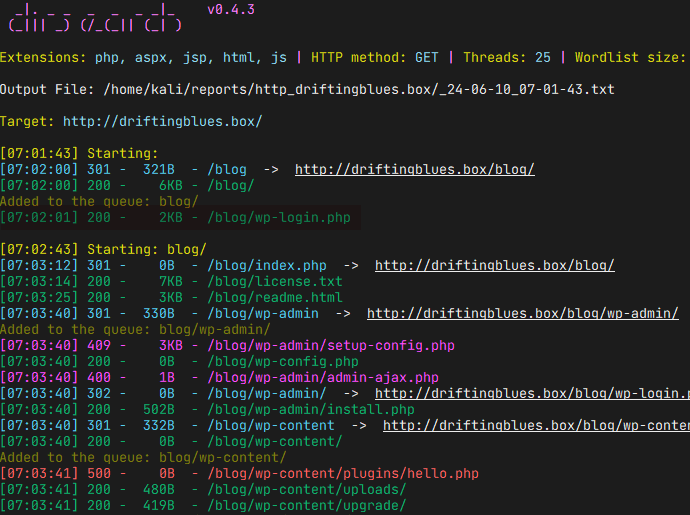 _|. _ _  _  _  _ _|_    v0.4.3
(_||| _) (/_(_|| (_| )
Extensions: php, aspx, jsp, html, js | HTTP method: GET | Threads: 25 | Wordlist size:
Output File: /home/kali/reports/http_driftingblues.box/_24-06-10_07-01-43.txt
Target: http://driftingblues.box/
[07:01:43] Starting:
[07:02:00] 301 -  321B  - /blog  ->  http://driftingblues.box/blog/
[07:02:00] 200 -    6KB - /blog/
Added to the queue: blog/
[07:02:01] 200 -    2KB - /blog/wp-login.php
[07:02:43] Starting: blog/
[07:03:12] 301 -    0B  - /blog/index.php  ->  http://driftingblues.box/blog/
[07:03:14] 200 -    7KB - /blog/license.txt
[07:03:25] 200 -    3KB - /blog/readme.html
[07:03:40] 301 -  330B  - /blog/wp-admin  ->  http://driftingblues.box/blog/wp-admin/
Added to the queue: blog/wp-admin/
[07:03:40] 409 -    3KB - /blog/wp-admin/setup-config.php
[07:03:40] 200 -    0B  - /blog/wp-config.php
[07:03:40] 400 -    1B  - /blog/wp-admin/admin-ajax.php
[07:03:40] 302 -    0B  - /blog/wp-admin/  ->  http://driftingblues.box/blog/wp-login.p
[07:03:40] 200 -  502B  - /blog/wp-admin/install.php
[07:03:40] 301 -  332B  - /blog/wp-content  ->  http://driftingblues.box/blog/wp-conte
[07:03:40] 200 -    0B  - /blog/wp-content/
Added to the queue: blog/wp-content/
[07:03:41] 500 -    0B  - /blog/wp-content/plugins/hello.php
[07:03:41] 200 -  480B  - /blog/wp-content/uploads/
[07:03:41] 200 -  419B  - /blog/wp-content/upgrade/